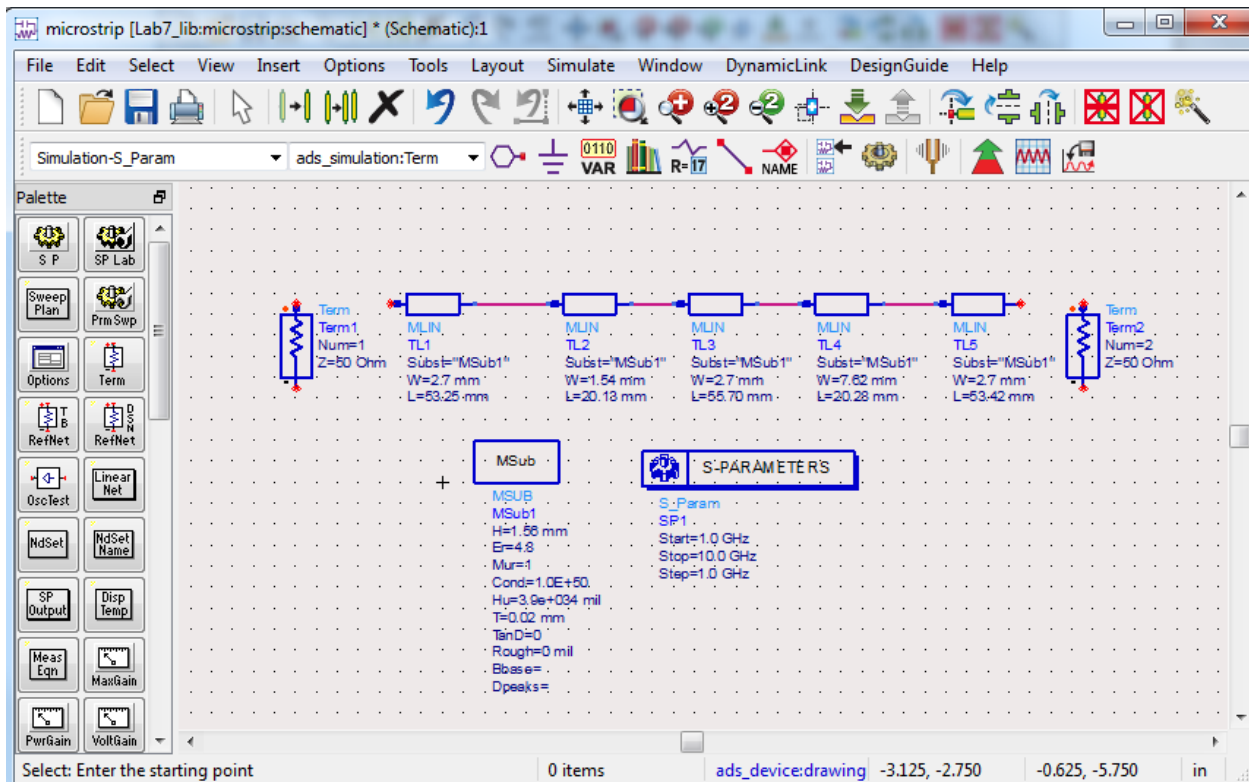 microstrip [Lab7_lib:microstrip:schematic] * (Schematic):1
File Edit Select View Insert Options Tools Layout Simulate Window DynamicLink DesignGuide Help
+2 -2
Simulation-S_Param ads_simulation:Term 0110 VAR R=17 NAME
Palette
S P
SP Lab
Sweep Plan
Prm Swp
Options
Term
T B RefNet
D S N RefNet
OscTest
Linear Net
NdSet
NdSet Name
SP Output
Disp Temp
Meas Eqn
MaxGain
PwrGain
VoltGain
Term
Term1
Num=1
Z=50 Ohm
MLIN
TL1
Subst="MSub1"
W=2.7 mm
L=53.25 mm
MLIN
TL2
Subst="MSub1"
W=1.54 mm
L=20.13 mm
MLIN
TL3
Subst="MSub1"
W=2.7 mm
L=55.70 mm
MLIN
TL4
Subst="MSub1"
W=7.62 mm
L=20.28 mm
MLIN
TL5
Subst="MSub1"
W=2.7 mm
L=53.42 mm
Term
Term2
Num=2
Z=50 Ohm
MSub
MSUB
MSub1
H=1.56 mm
Er=4.8
Mur=1
Cond=1.0E+50
Hu=3.9e+034 mil
T=0.02 mm
TanD=0
Rough=0 mil
Bbase=
Dpeaks=
S-PARAMETERS
S_Param
SP1
Start=1.0 GHz
Stop=10.0 GHz
Step=1.0 GHz
Select: Enter the starting point 0 items ads_device:drawing -3.125, -2.750 -0.625, -5.750 in